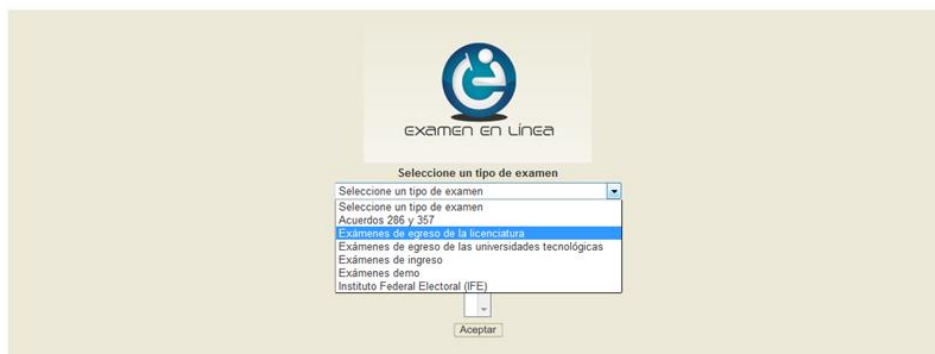 examen en Línea
Seleccione un tipo de examen
Seleccione un tipo de examen
Seleccione un tipo de examen
Acuerdos 286 y 357
Exámenes de egreso de la licenciatura
Exámenes de egreso de las universidades tecnológicas
Exámenes de ingreso
Exámenes demo
Instituto Federal Electoral (IFE)
Aceptar